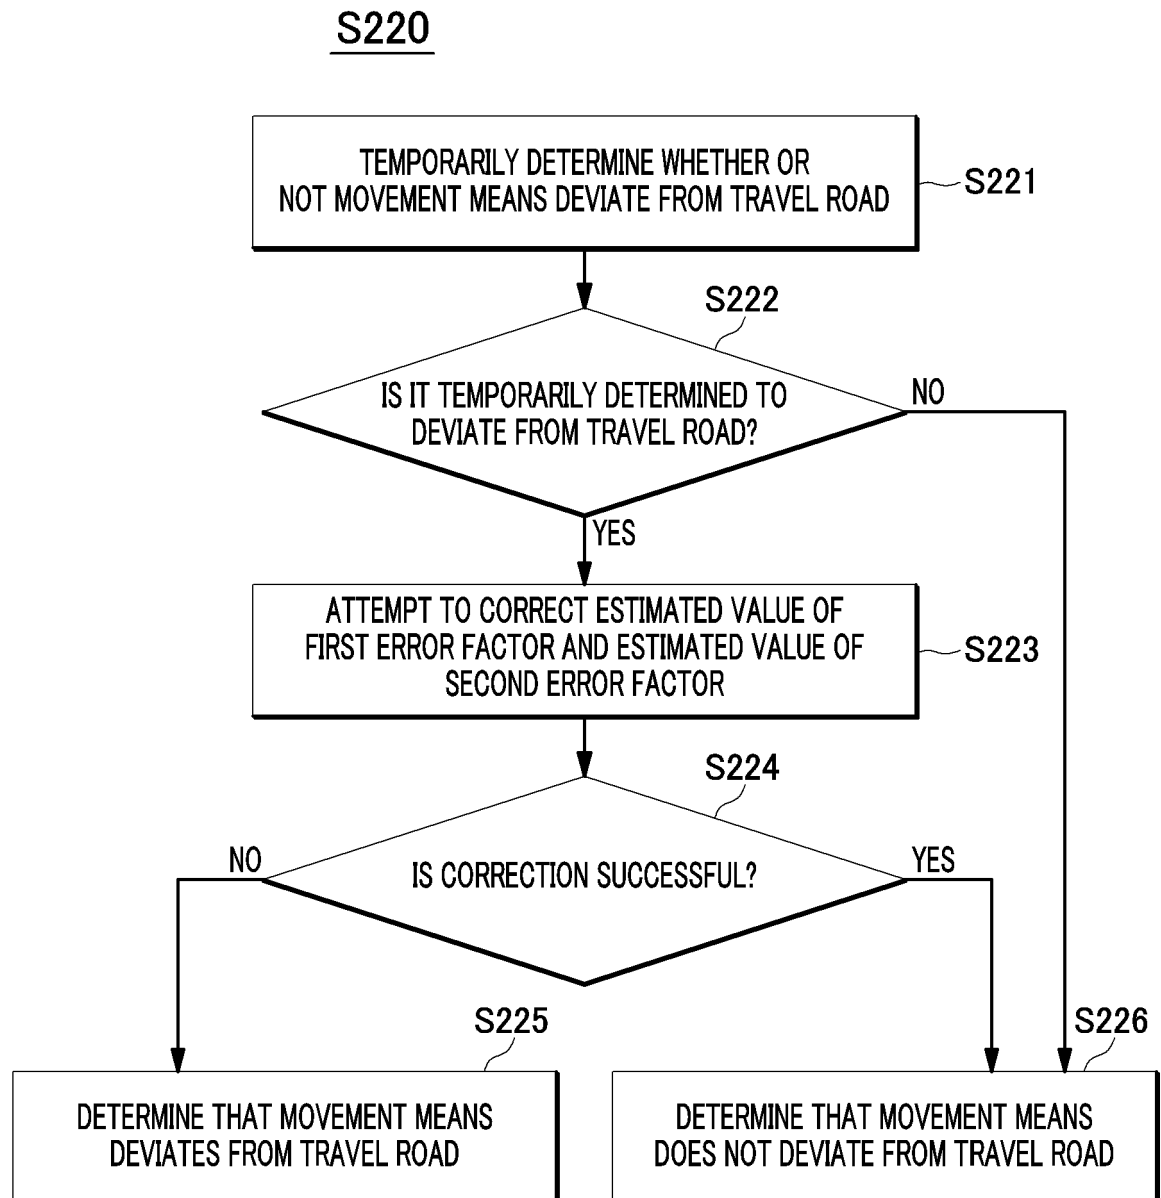 S220
TEMPORARILY DETERMINE WHETHER OR
NOT MOVEMENT MEANS DEVIATE FROM TRAVEL ROAD
S221
S222
IS IT TEMPORARILY DETERMINED TO
DEVIATE FROM TRAVEL ROAD?
NO
YES
ATTEMPT TO CORRECT ESTIMATED VALUE OF
FIRST ERROR FACTOR AND ESTIMATED VALUE OF
SECOND ERROR FACTOR
S223
S224
NO
IS CORRECTION SUCCESSFUL?
YES
S225
DETERMINE THAT MOVEMENT MEANS
DEVIATES FROM TRAVEL ROAD
S226
DETERMINE THAT MOVEMENT MEANS
DOES NOT DEVIATE FROM TRAVEL ROAD